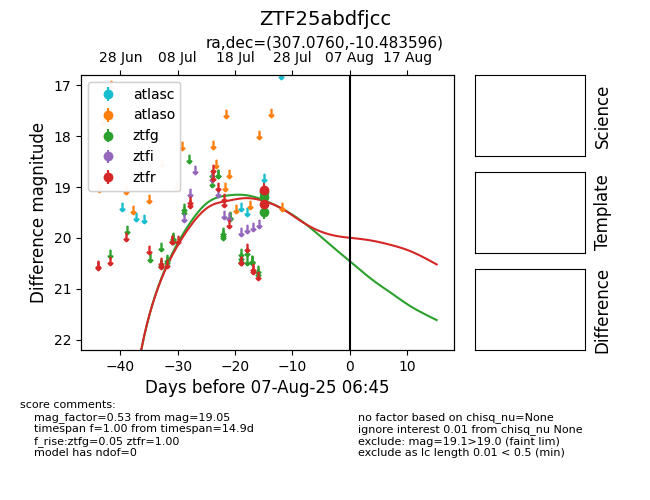 ZTF25abdfjcc
ra,dec=(307.0760,-10.483596)
28 Jun 08 Jul 18 Jul 28 Jul 07 Aug 17 Aug
17
18
19
20
21
22
Difference magnitude
atlasc
atlaso
ztfg
ztfi
ztfr
−40 −30 −20 −10 0 10
Days before 07-Aug-25 06:45
Science
Template
Difference
score comments:
mag_factor=0.53 from mag=19.05
timespan f=1.00 from timespan=14.9d
f_rise:ztfg=0.05 ztfr=1.00
model has ndof=0
no factor based on chisq_nu=None
ignore interest 0.01 from chisq_nu None
exclude: mag=19.1>19.0 (faint lim)
exclude as lc length 0.01 < 0.5 (min)